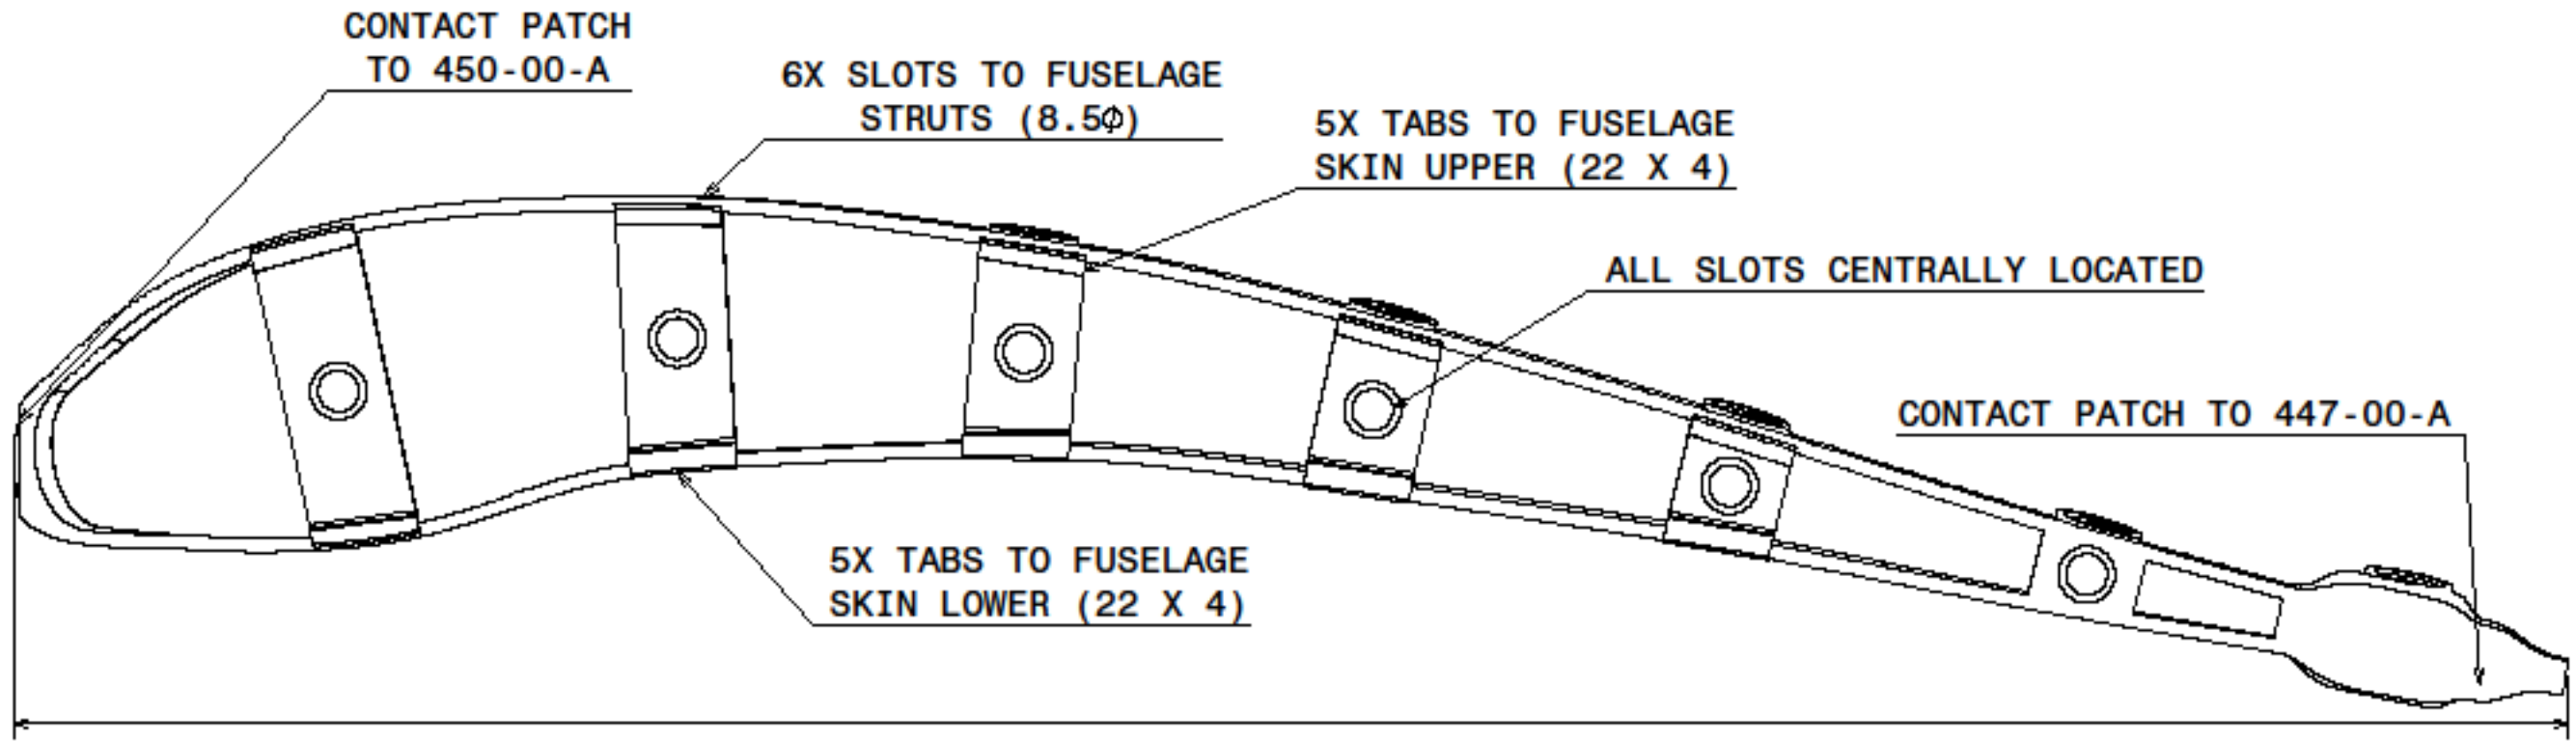 CONTACT PATCH
TO 450-00-A
6X SLOTS TO FUSELAGE
STRUTS (8.5⌀)
5X TABS TO FUSELAGE
SKIN UPPER (22 X 4)
ALL SLOTS CENTRALLY LOCATED
CONTACT PATCH TO 447-00-A
5X TABS TO FUSELAGE
SKIN LOWER (22 X 4)